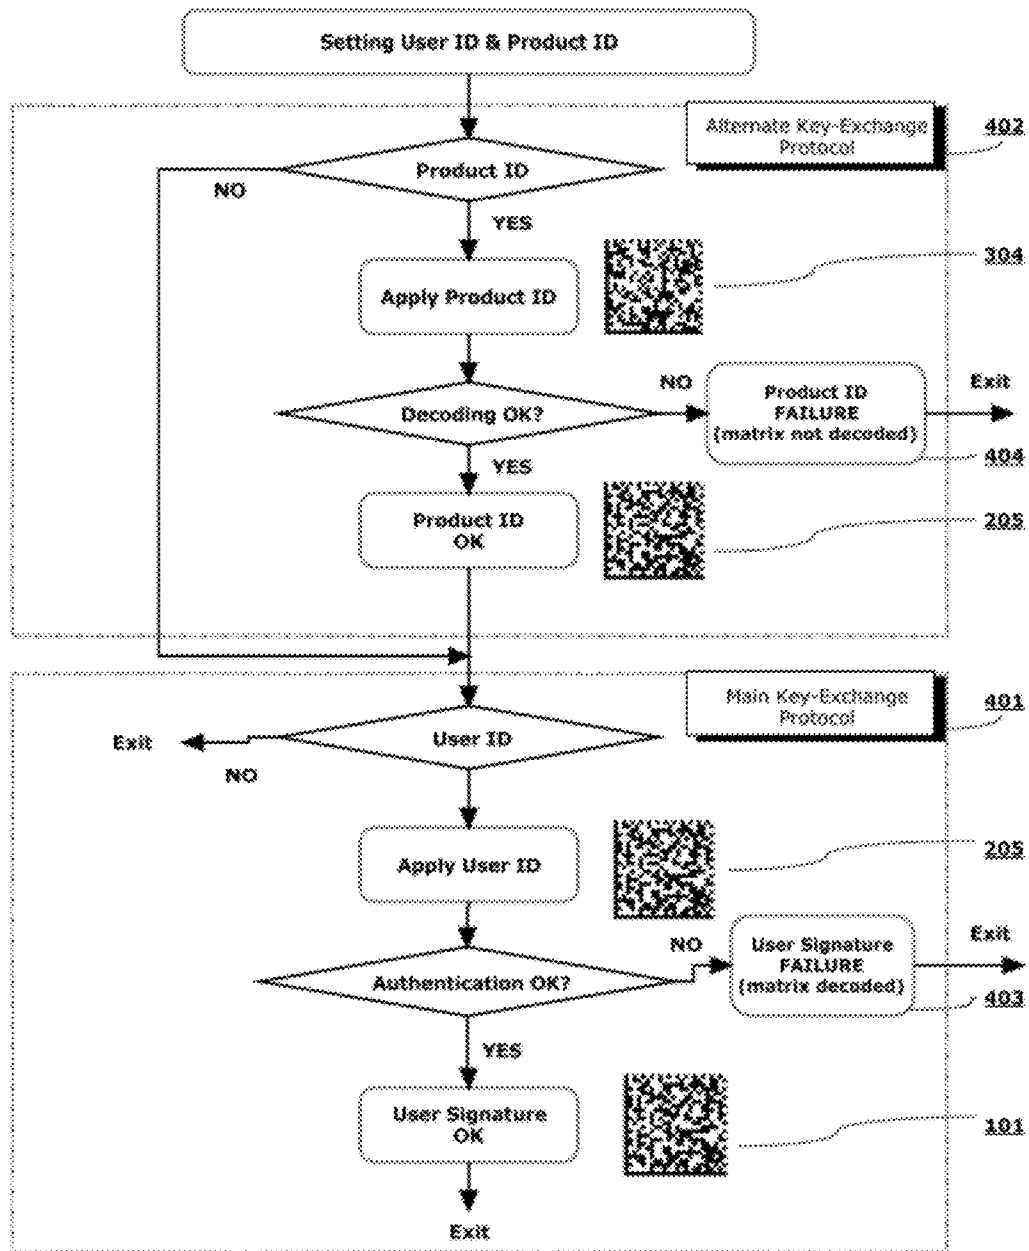 Setting User ID & Product ID
Alternate Key-Exchange
Protocol
402
Product ID
NO
YES
304
Apply Product ID
NO
Product ID
FAILURE
(matrix not decoded)
Exit
Decoding OK?
404
YES
205
Product ID
OK
Main Key-Exchange
Protocol
401
User ID
Exit
NO
205
Apply User ID
NO
User Signature
FAILURE
(matrix decoded)
Exit
Authentication OK?
403
YES
User Signature
OK
101
Exit